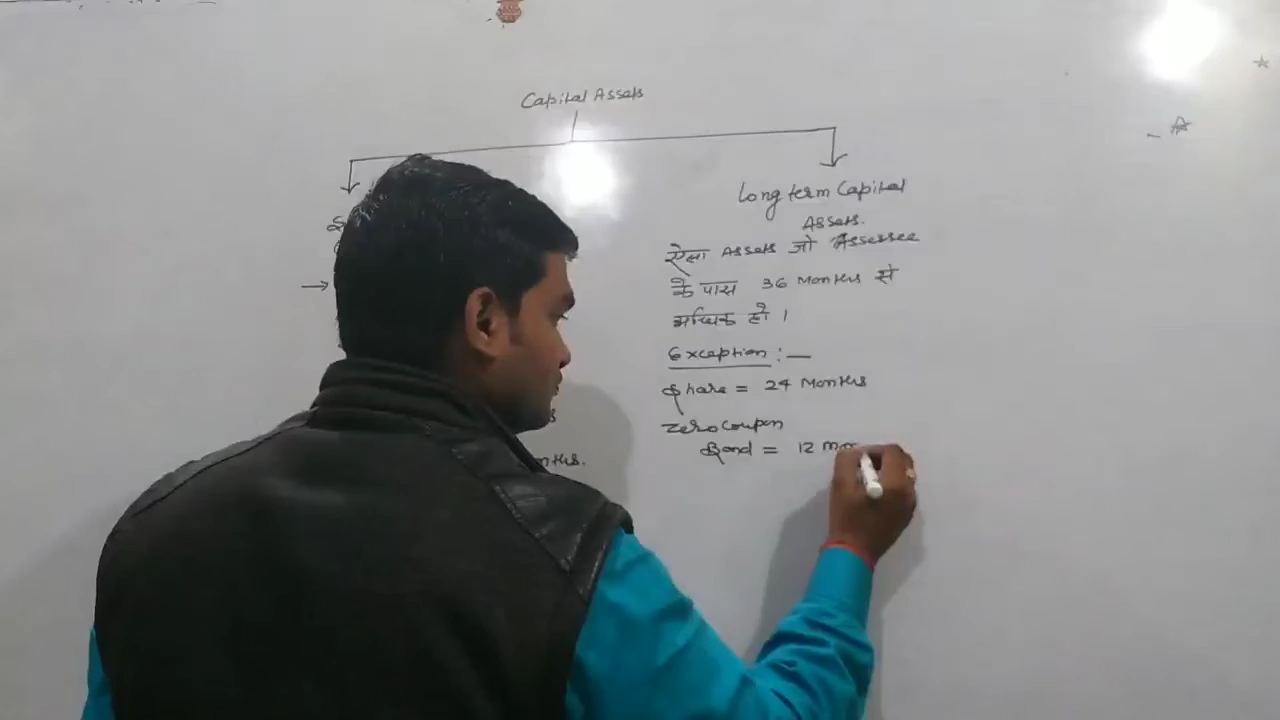 Capital Assets
Long term Capital
Assets.
ऐसा Assets जो Assessee
के पास 36 Months से
अधिक हो ।
Exception :—
Share = 24 Months
Zero Coupon
Bond = 12